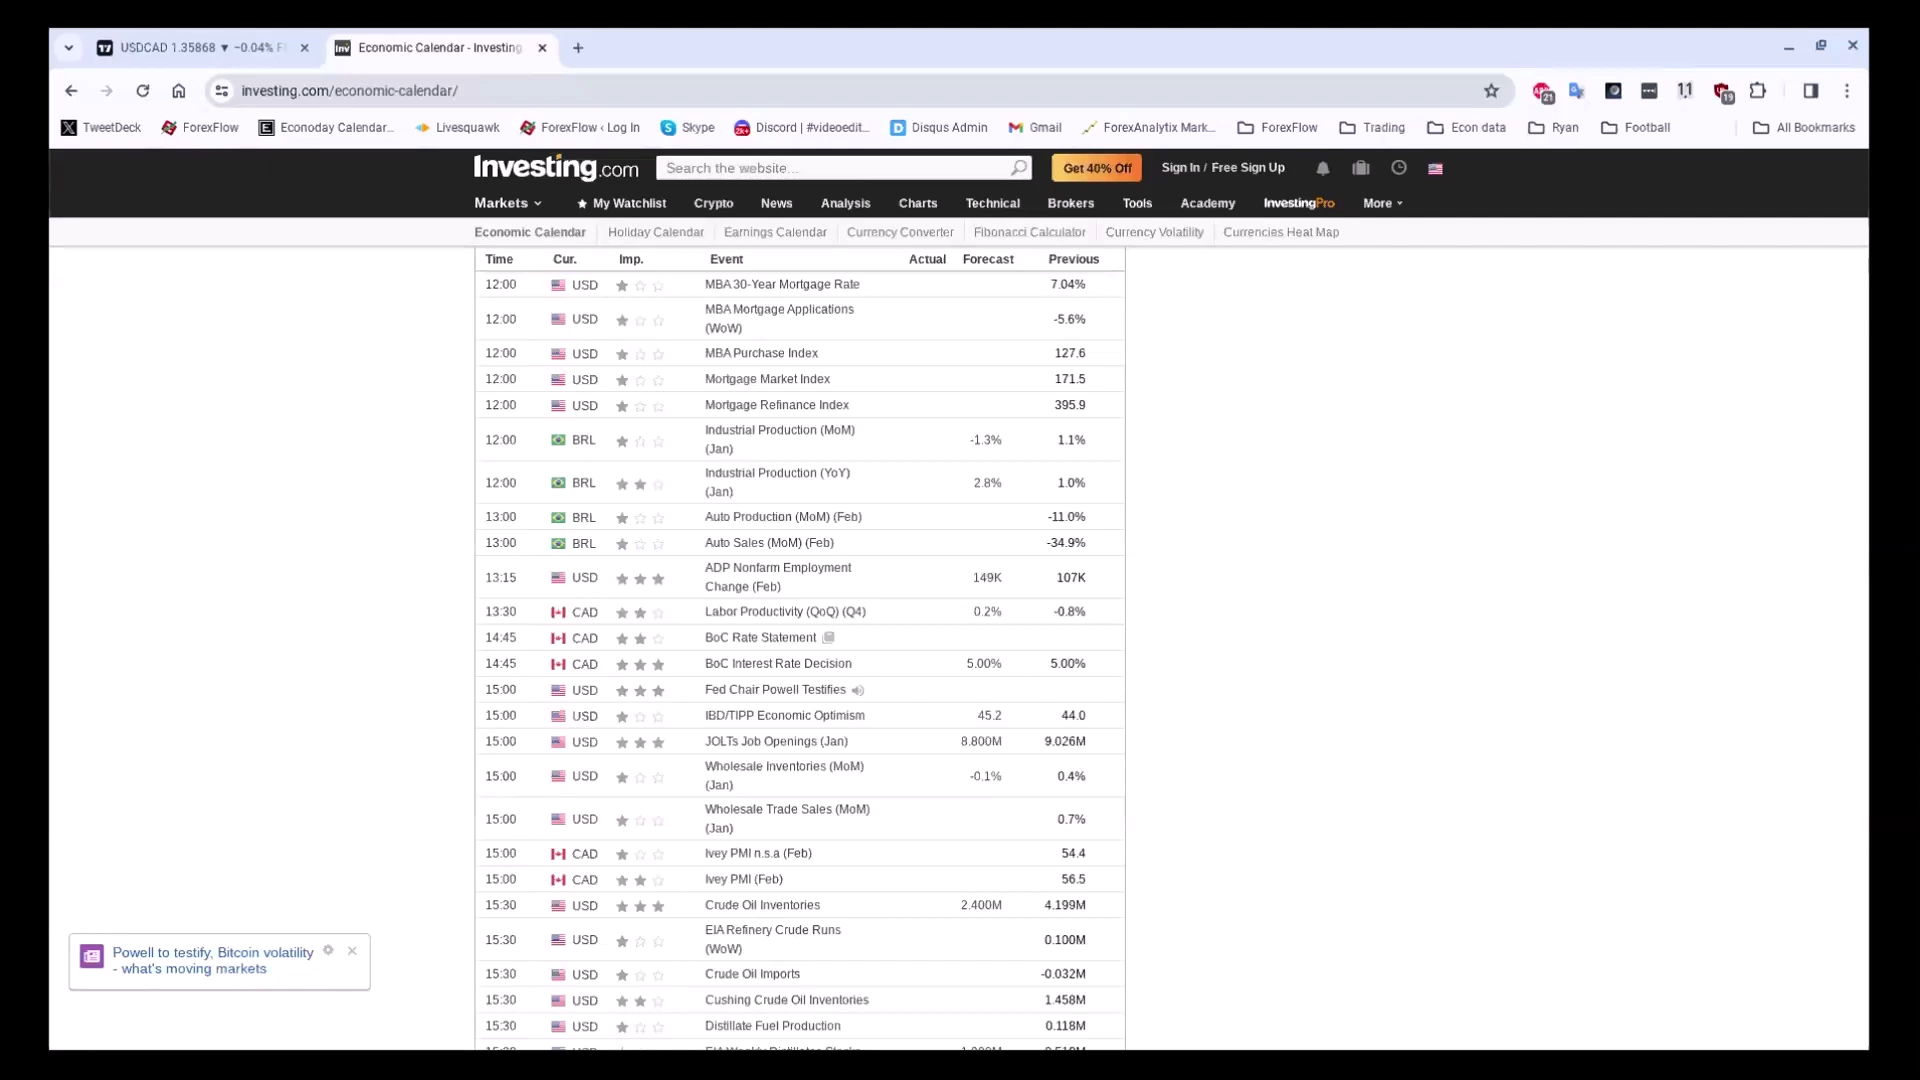 USDCAD 1.35868 ▼ −0.04%
Economic Calendar - Investing
investing.com/economic-calendar/
21
19
TweetDeck ForexFlow Econoday Calendar... Livesquawk ForexFlow ‹ Log In Skype Discord | #videoedit... Disqus Admin Gmail ForexAnalytix Mark... ForexFlow Trading Econ data Ryan Football All Bookmarks
Investing.com Search the website... Get 40% Off Sign In / Free Sign Up
Markets My Watchlist Crypto News Analysis Charts Technical Brokers Tools Academy InvestingPro More
Economic Calendar Holiday Calendar Earnings Calendar Currency Converter Fibonacci Calculator Currency Volatility Currencies Heat Map
Time Cur. Imp. Event Actual Forecast Previous
12:00 USD MBA 30-Year Mortgage Rate 7.04%
12:00 USD MBA Mortgage Applications (WoW) -5.6%
12:00 USD MBA Purchase Index 127.6
12:00 USD Mortgage Market Index 171.5
12:00 USD Mortgage Refinance Index 395.9
12:00 BRL Industrial Production (MoM) (Jan) -1.3% 1.1%
12:00 BRL Industrial Production (YoY) (Jan) 2.8% 1.0%
13:00 BRL Auto Production (MoM) (Feb) -11.0%
13:00 BRL Auto Sales (MoM) (Feb) -34.9%
13:15 USD ADP Nonfarm Employment Change (Feb) 149K 107K
13:30 CAD Labor Productivity (QoQ) (Q4) 0.2% -0.8%
14:45 CAD BoC Rate Statement
14:45 CAD BoC Interest Rate Decision 5.00% 5.00%
15:00 USD Fed Chair Powell Testifies
15:00 USD IBD/TIPP Economic Optimism 45.2 44.0
15:00 USD JOLTs Job Openings (Jan) 8.800M 9.026M
15:00 USD Wholesale Inventories (MoM) (Jan) -0.1% 0.4%
15:00 USD Wholesale Trade Sales (MoM) (Jan) 0.7%
15:00 CAD Ivey PMI n.s.a (Feb) 54.4
15:00 CAD Ivey PMI (Feb) 56.5
15:30 USD Crude Oil Inventories 2.400M 4.199M
15:30 USD EIA Refinery Crude Runs (WoW) 0.100M
15:30 USD Crude Oil Imports -0.032M
15:30 USD Cushing Crude Oil Inventories 1.458M
15:30 USD Distillate Fuel Production 0.118M
Powell to testify, Bitcoin volatility
- what's moving markets